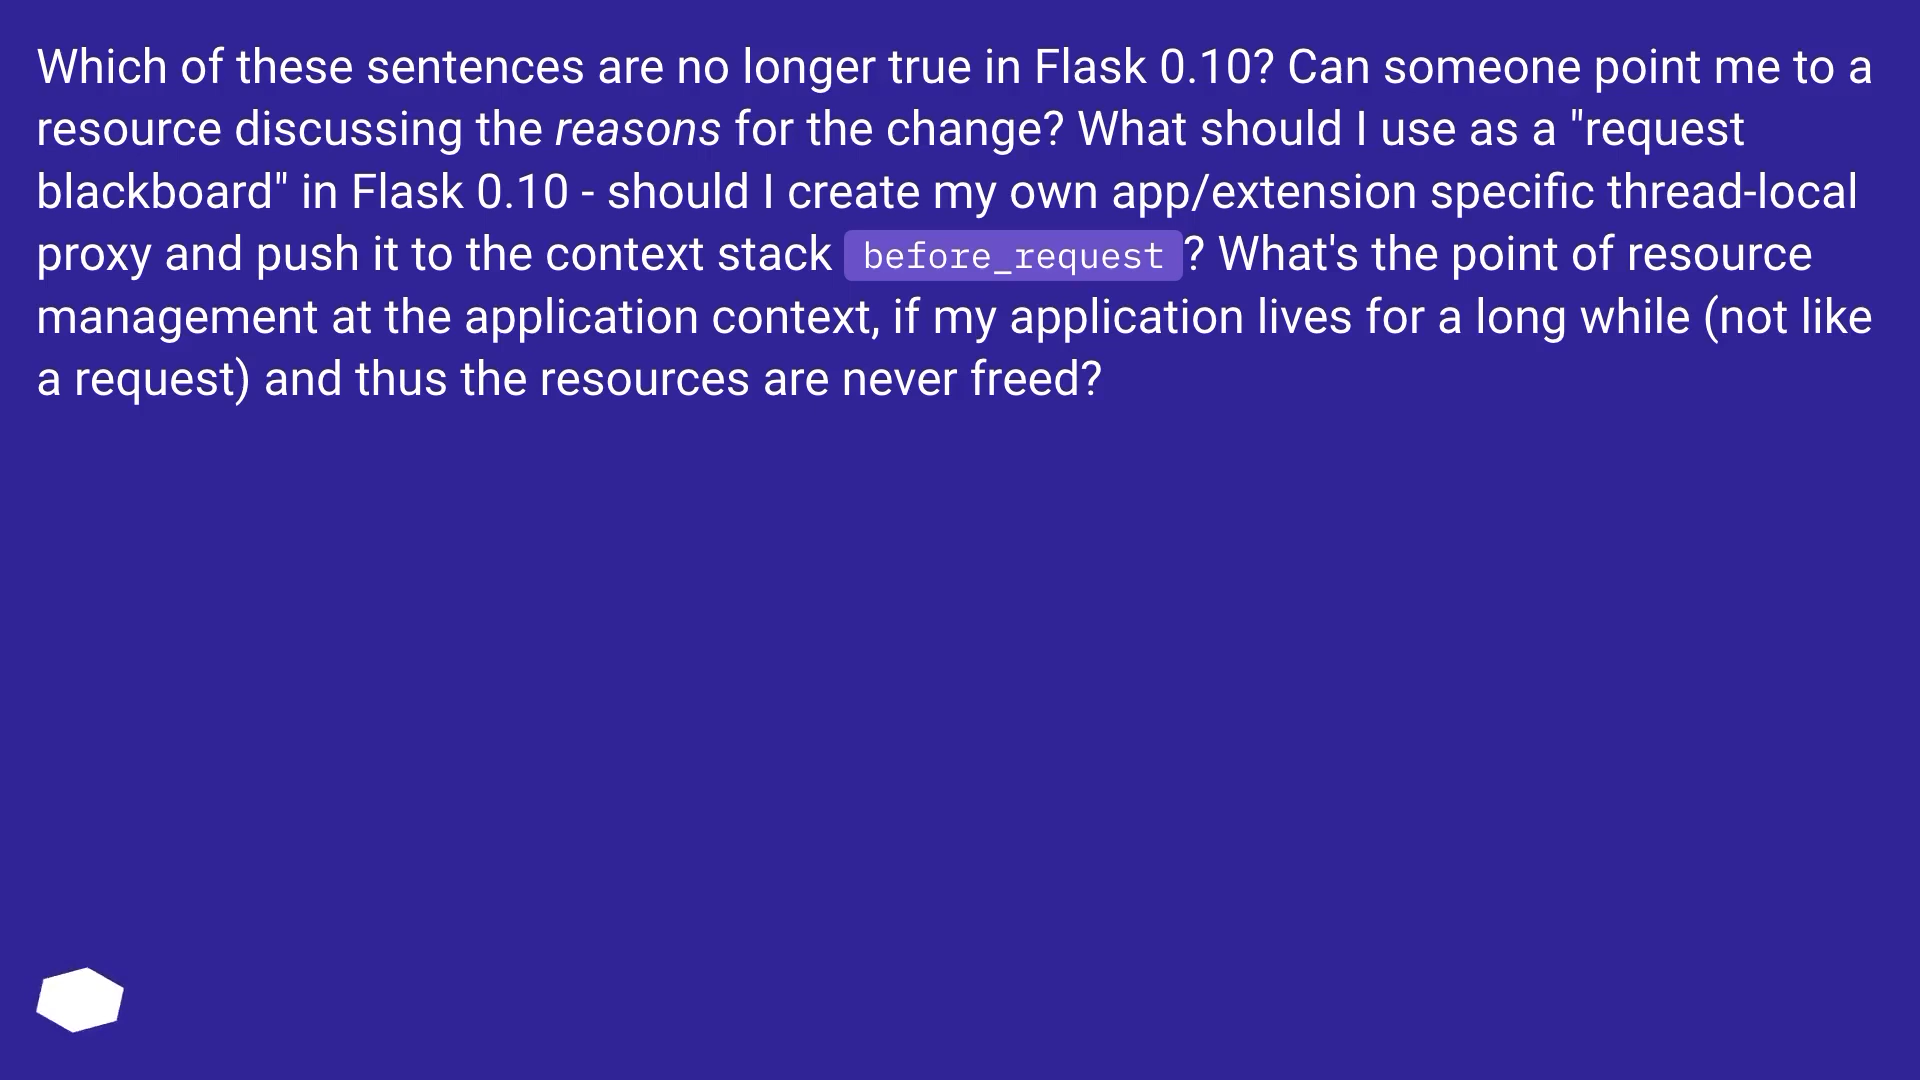 Which of these sentences are no longer true in Flask 0.10? Can someone point me to a
resource discussing the reasons for the change? What should I use as a "request
blackboard" in Flask 0.10 - should I create my own app/extension specific thread-local
proxy and push it to the context stack before_request? What's the point of resource
management at the application context, if my application lives for a long while (not like
a request) and thus the resources are never freed?